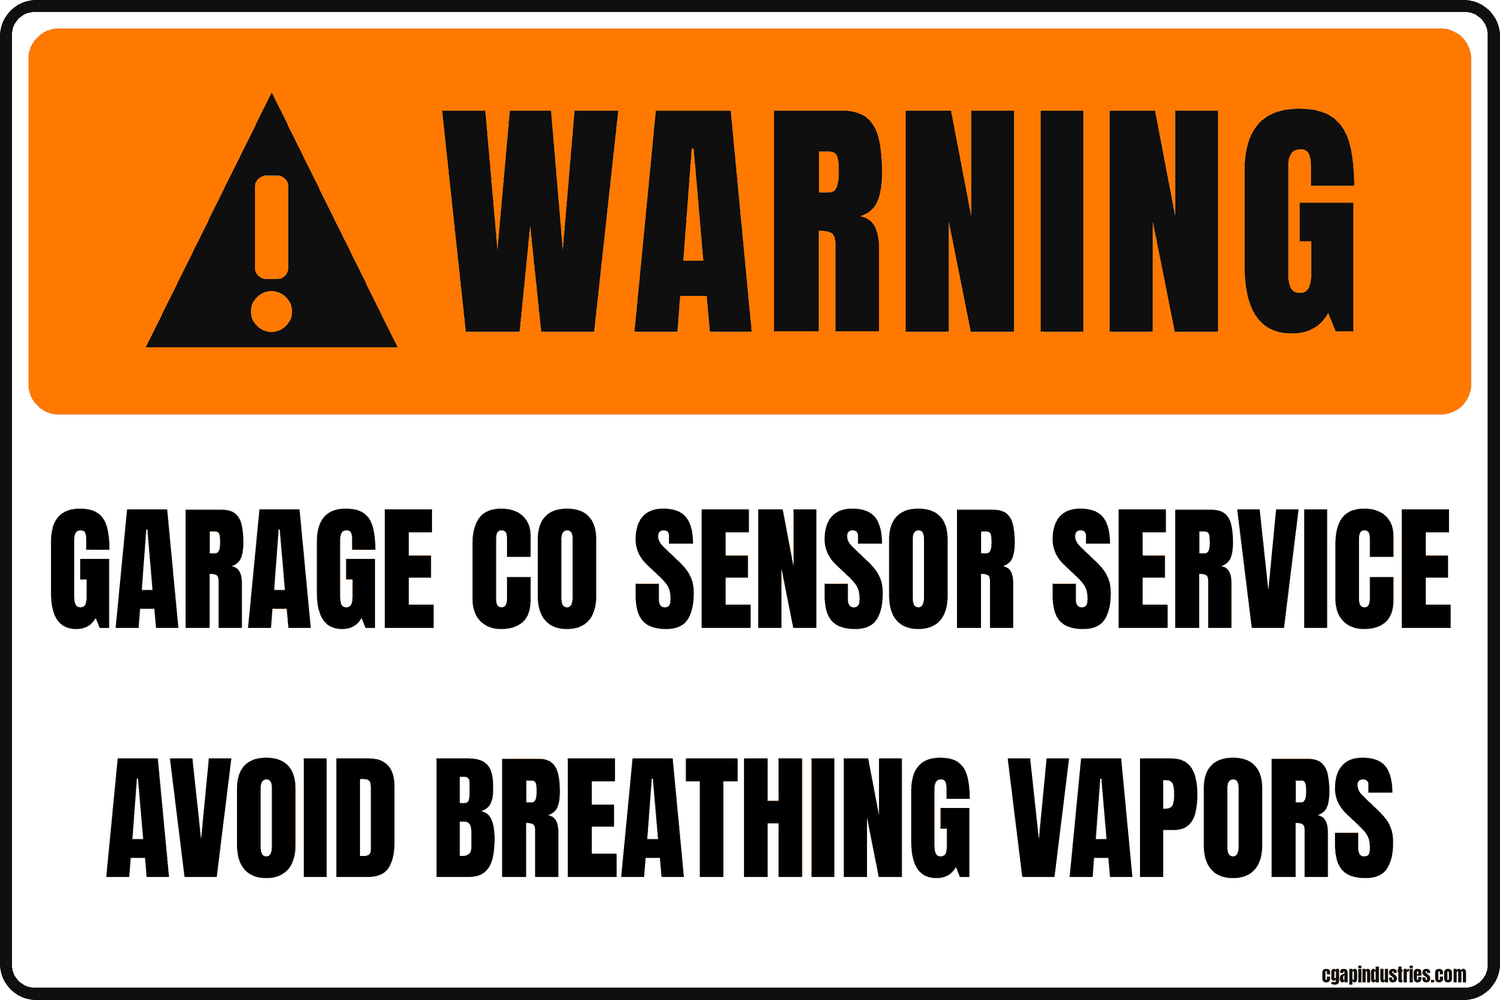 WARNING
GARAGE CO SENSOR SERVICE
AVOID BREATHING VAPORS
cgapindustries.com